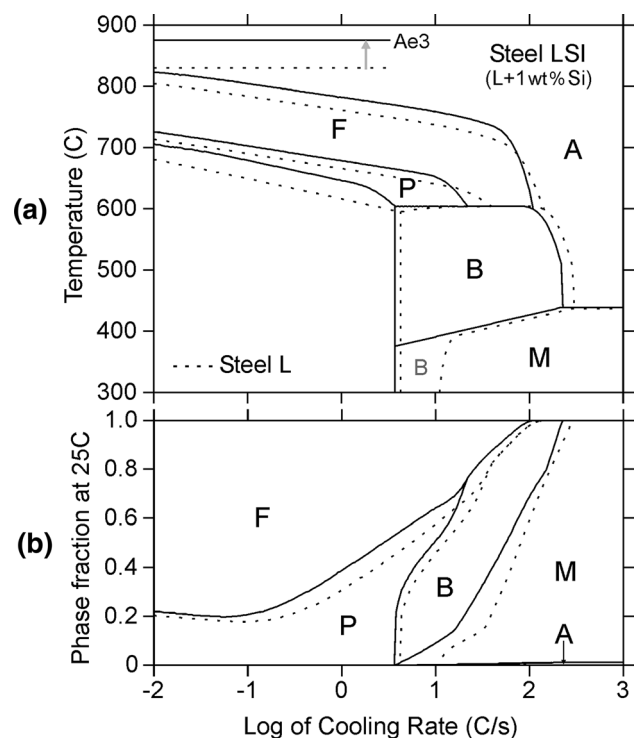 (a)
Temperature (C)
900
800
700
600
500
400
300
Ae3
Steel LSI
(L+1wt%Si)
F
A
P
B
B
M
Steel L
(b)
Phase fraction at 25C
1.0
0.8
0.6
0.4
0.2
0
F
P
B
M
A
-2
-1
0
1
2
3
Log of Cooling Rate (C/s)